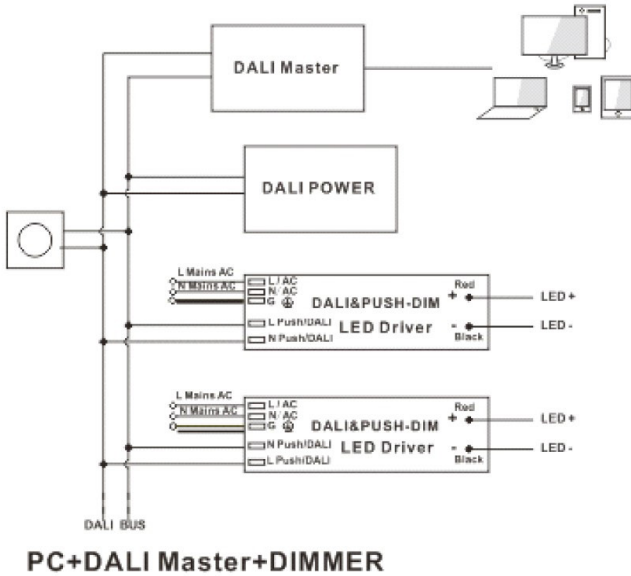 DALI Master
DALI POWER
L Mains AC
N Mains AC
L/AC
N/AC
G
L Push/DALI
N Push/DALI
DALI&PUSH-DIM
LED Driver
Red
+
-
Black
LED+
LED-
L Mains AC
N Mains AC
L/AC
N/AC
G
N Push/DALI
L Push/DALI
DALI&PUSH-DIM
LED Driver
Red
+
-
Black
LED+
LED-
DALI BUS
PC+DALI Master+DIMMER